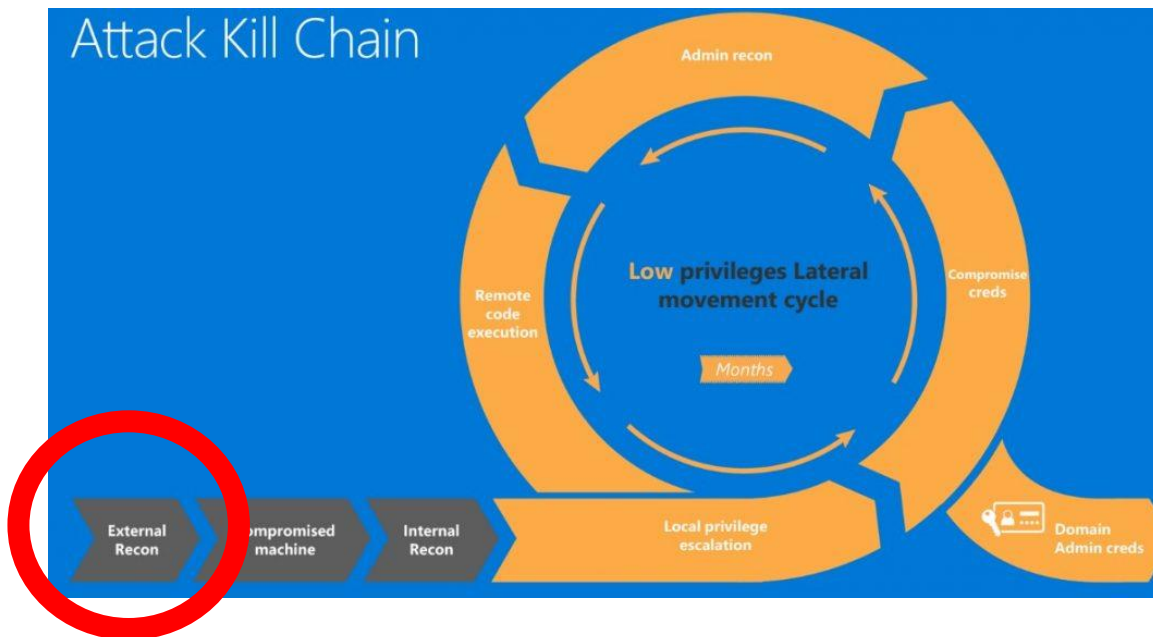 Attack Kill Chain
Admin recon
Compromise
creds
Low privileges Lateral
movement cycle
Remote
code
execution
Months
External
Recon
machine
Internal
Recon
Local privilege
escalation
Domain
Admin creds